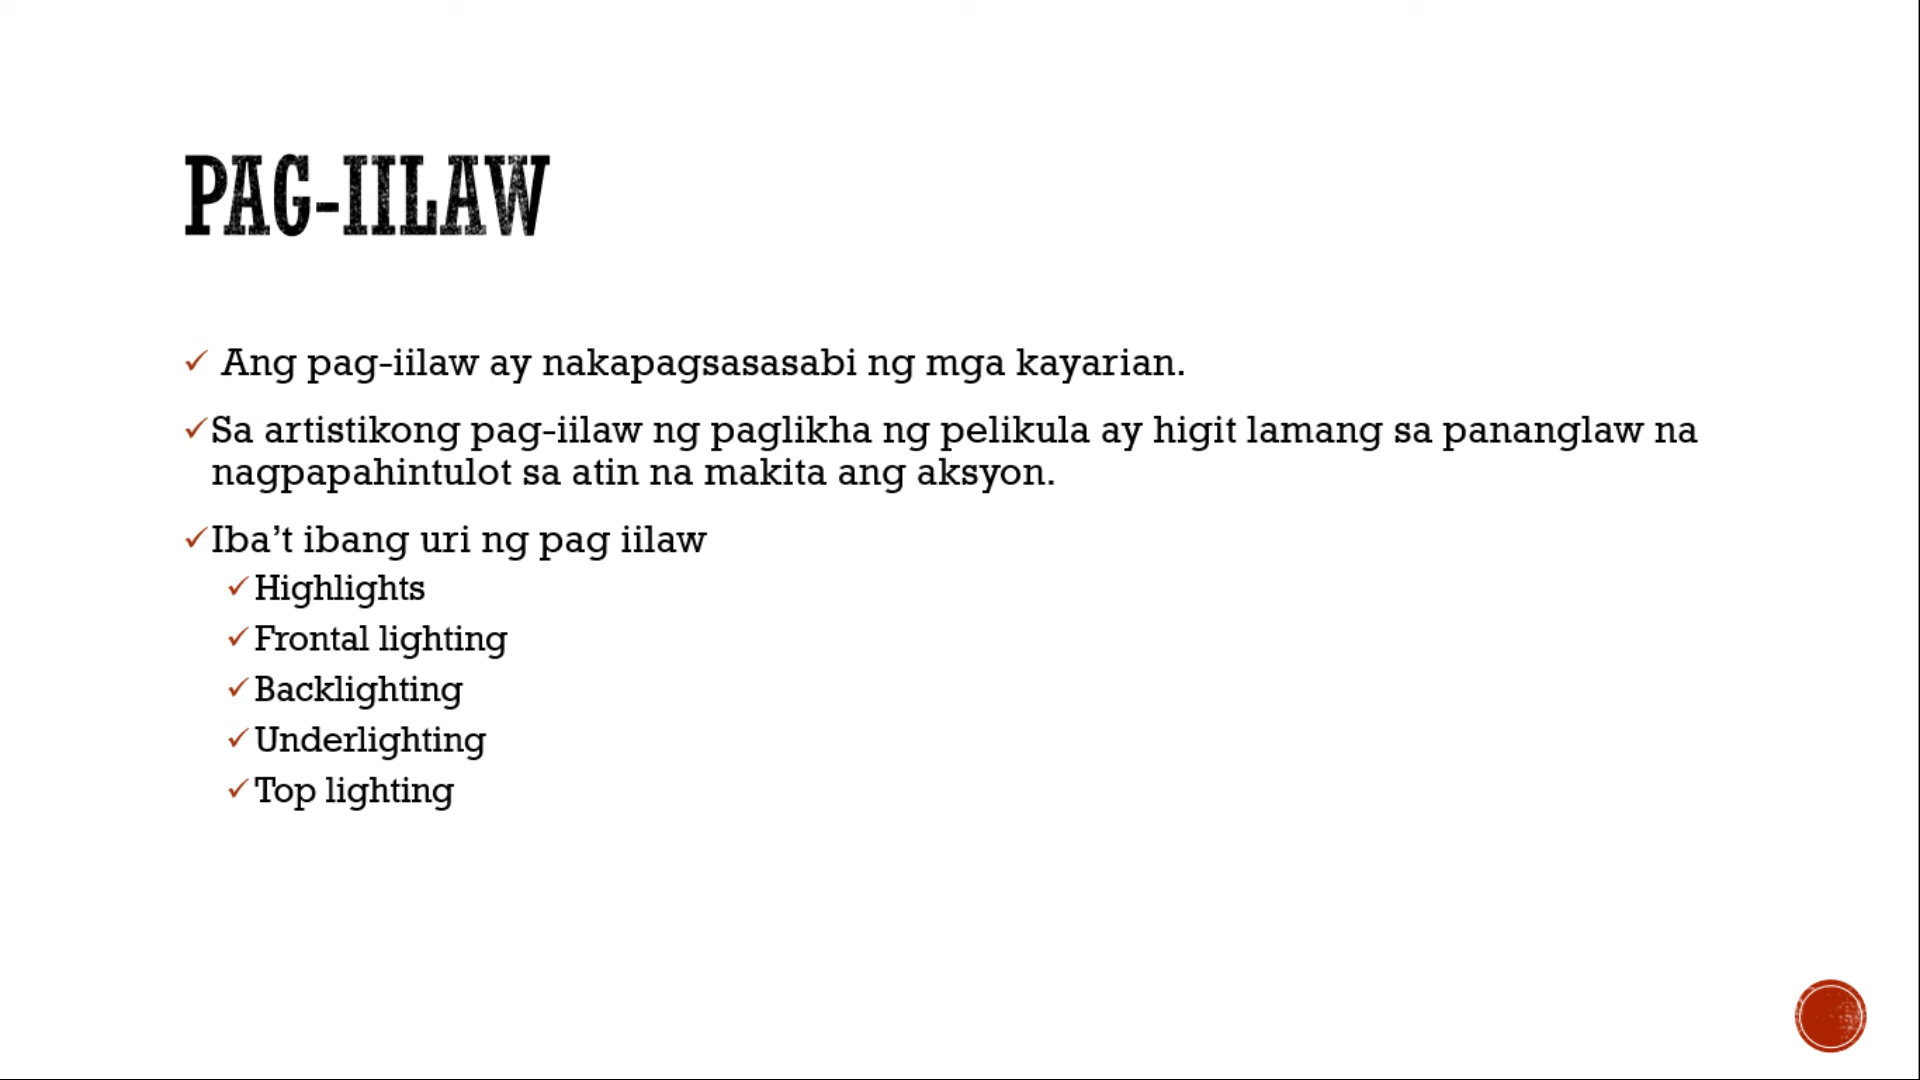 PAG-IILAW
Ang pag-iilaw ay nakapagsasasabi ng mga kayarian.
Sa artistikong pag-iilaw ng paglikha ng pelikula ay higit lamang sa pananglaw na
nagpapahintulot sa atin na makita ang aksyon.
Iba’t ibang uri ng pag iilaw
Highlights
Frontal lighting
Backlighting
Underlighting
Top lighting